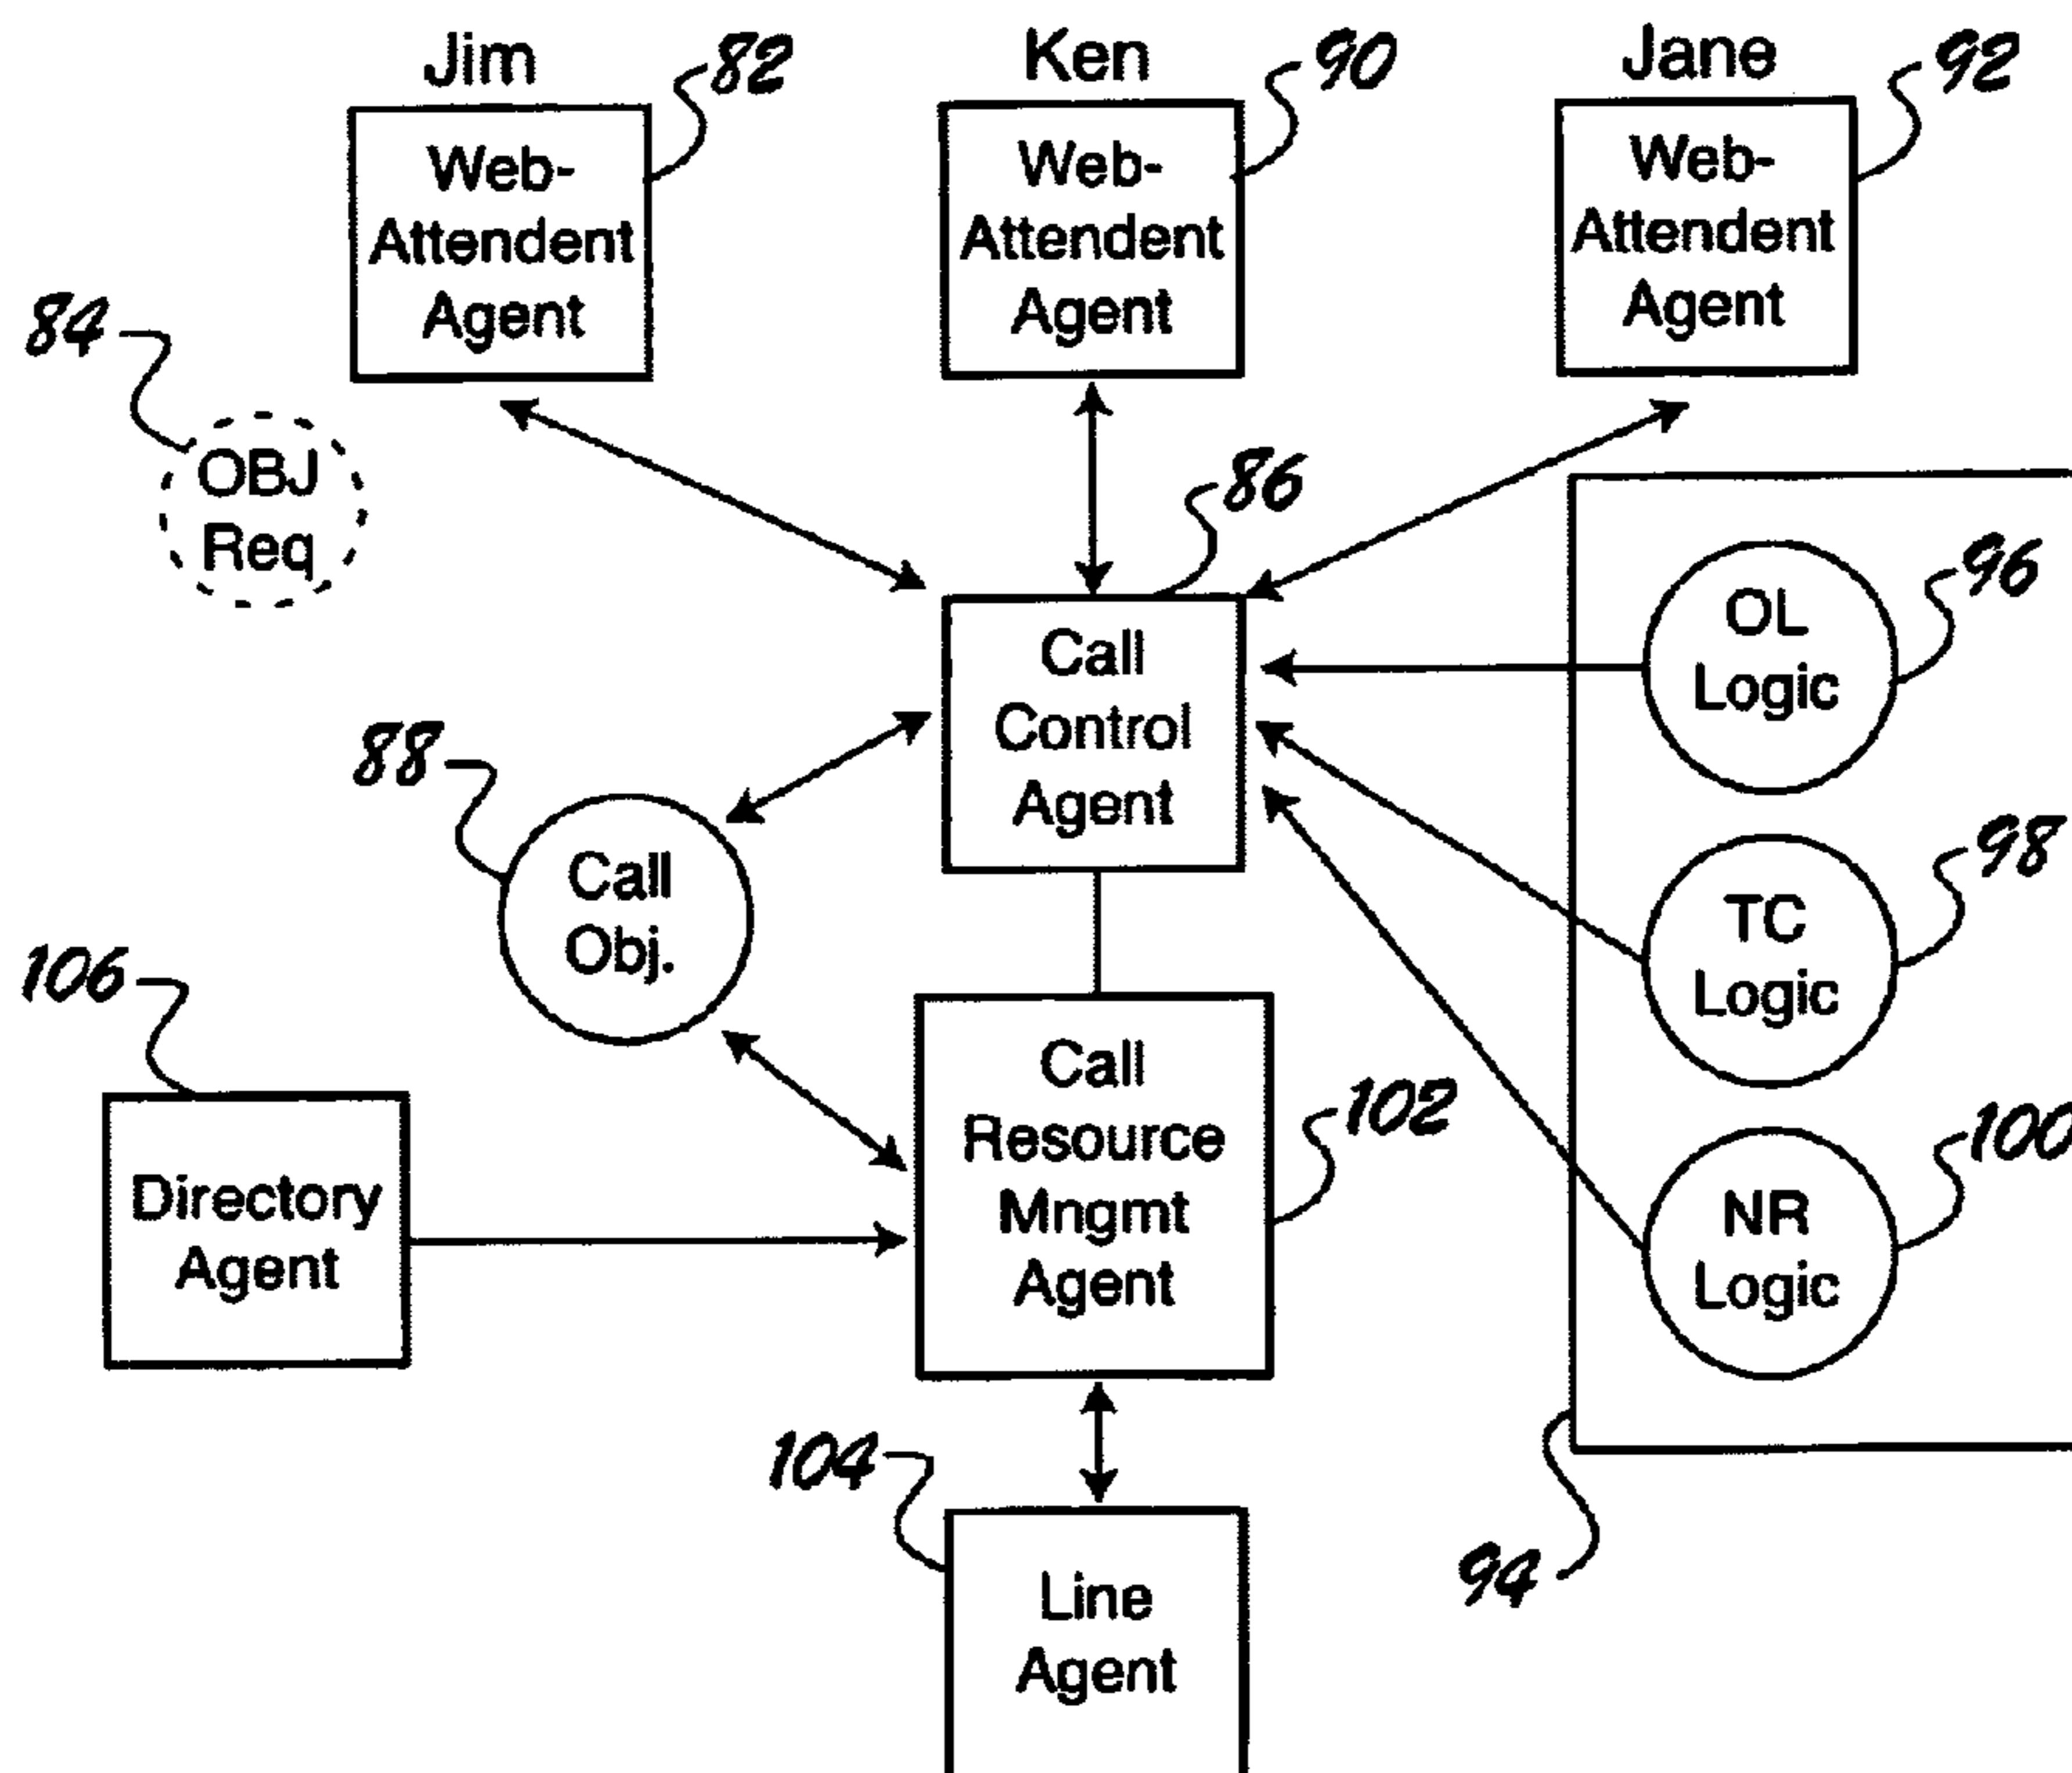 Jim
82
Ken
90
Jane
92
Web-
Attendent
Agent
Web-
Attendent
Agent
Web-
Attendent
Agent
84
OBJ
Req
86
OL
Logic
96
Call
Control
Agent
88
Call
Obj.
TC
Logic
98
106
Call
Resource
Mngmt
Agent
102
NR
Logic
100
Directory
Agent
104
94
Line
Agent